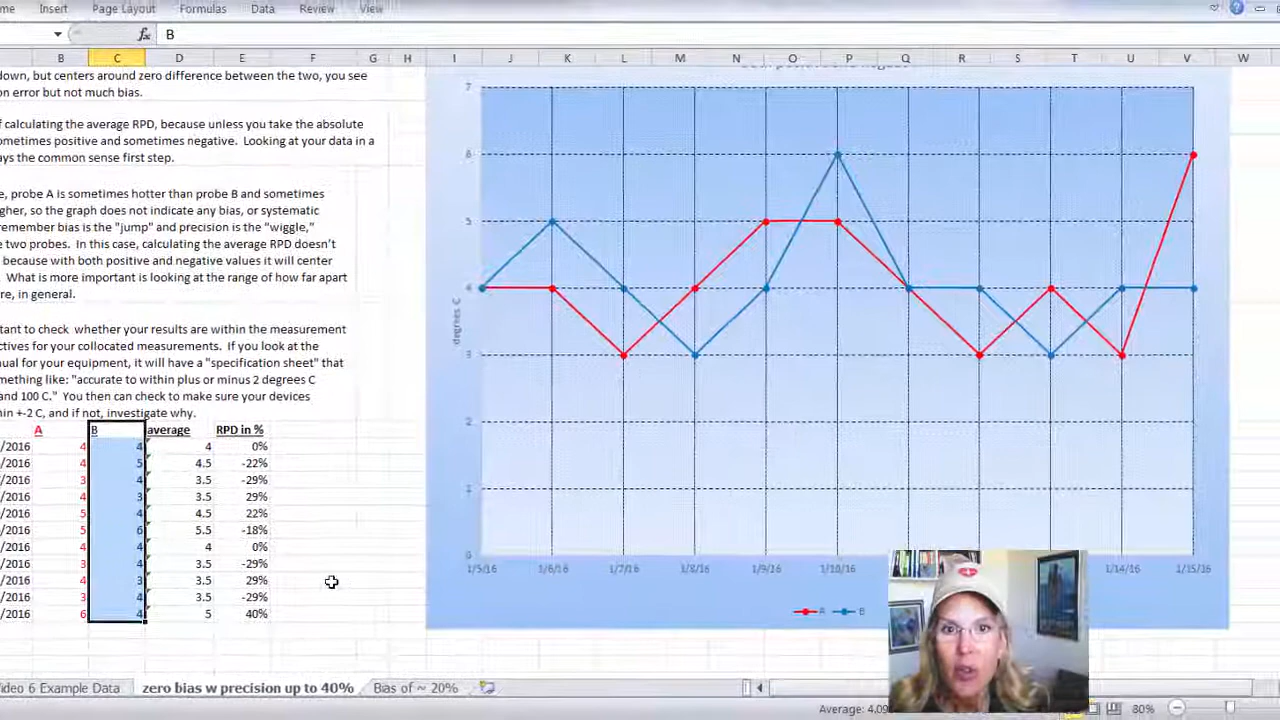 me Insert Page Layout Formulas Data Review View
fx B
B C D E F G H I J K L M N O P Q R S T U V W
down, but centers around zero difference between the two, you see
on error but not much bias.
f calculating the average RPD, because unless you take the absolute
ometimes positive and sometimes negative. Looking at your data in a
ays the common sense first step.
e, probe A is sometimes hotter than probe B and sometimes
gher, so the graph does not indicate any bias, or systematic
remember bias is the "jump" and precision is the "wiggle,"
e two probes. In this case, calculating the average RPD doesn't
because with both positive and negative values it will center
What is more important is looking at the range of how far apart
re, in general.
tant to check whether your results are within the measurement
ctives for your collocated measurements. If you look at the
nual for your equipment, it will have a "specification sheet" that
mething like: "accurate to within plus or minus 2 degrees C
and 100 C." You then can check to make sure your devices
hin +-2 C, and if not, investigate why.
A B average RPD in %
/2016 4 4 4 0%
/2016 4 5 4.5 -22%
/2016 3 4 3.5 -29%
/2016 4 3 3.5 29%
/2016 5 4 4.5 22%
/2016 5 6 5.5 -18%
/2016 4 4 4 0%
/2016 3 4 3.5 -29%
/2016 4 3 3.5 29%
/2016 3 4 3.5 -29%
/2016 6 4 5 40%
7
6
5
4
3
2
1
0
degrees C
1/5/16 1/6/16 1/7/16 1/8/16 1/9/16 1/10/16 1/14/16 1/15/16
A B
ideo 6 Example Data zero bias w precision up to 40% Bias of ~ 20%
Average: 4.09 80%